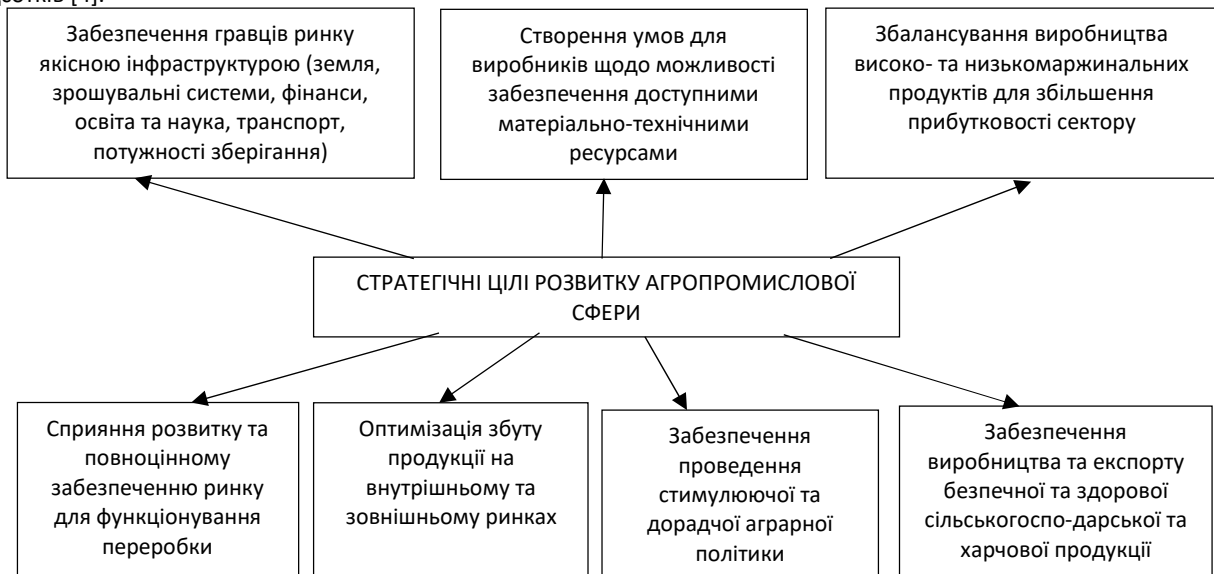 Забезпечення гравців ринку
якісною інфраструктурою (земля,
зрошувальні системи, фінанси,
освіта та наука, транспорт,
потужності зберігання)
Створення умов для
виробників щодо можливості
забезпечення доступними
матеріально-технічними
ресурсами
Збалансування виробництва
високо- та низькомаржинальних
продуктів для збільшення
прибутковості сектору
СТРАТЕГІЧНІ ЦІЛІ РОЗВИТКУ АГРОПРОМИСЛОВОЇ
СФЕРИ
Сприяння розвитку та
повноцінному
забезпеченню ринку
для функціонування
переробки
Оптимізація збуту
продукції на
внутрішньому та
зовнішньому ринках
Забезпечення
проведення
стимулюючої та
дорадчої аграрної
політики
Забезпечення
виробництва та експорту
безпечної та здорової
сільськогоспо-дарської та
харчової продукції